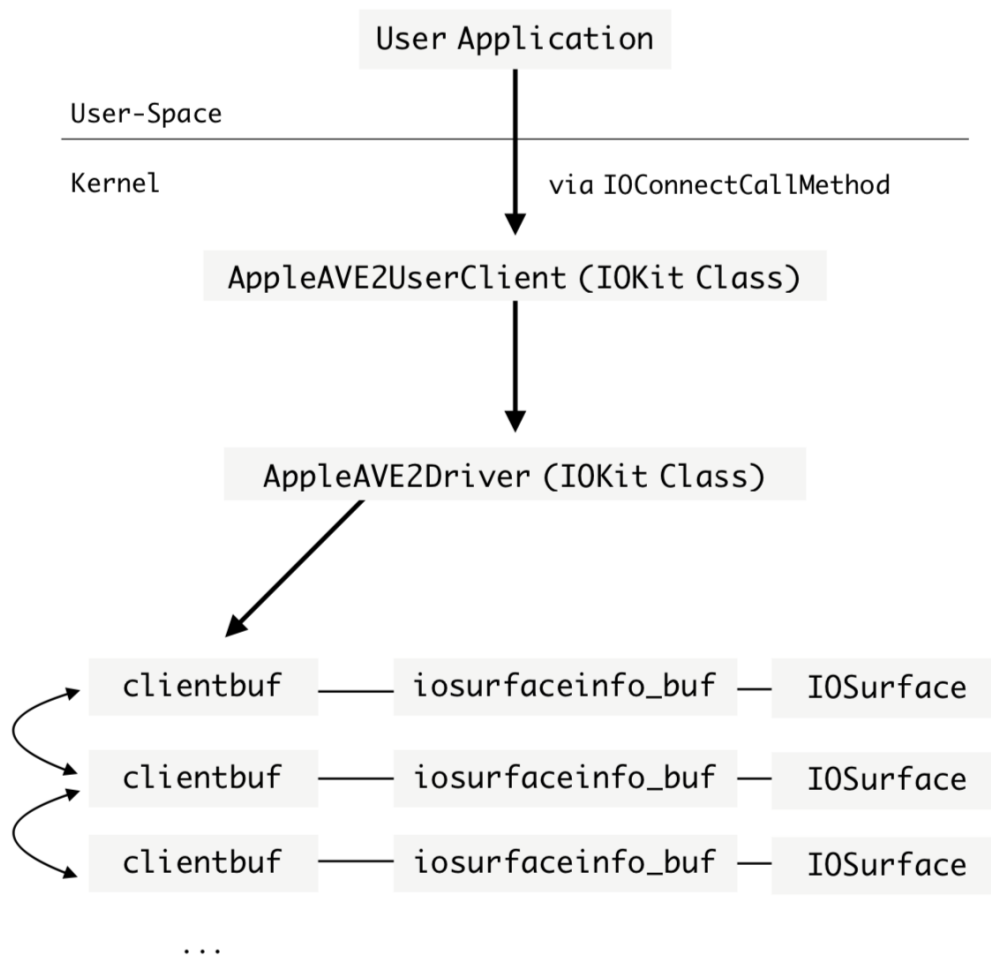 User Application
User-Space
Kernel
via IOConnectCallMethod
AppleAVE2UserClient (IOKit Class)
AppleAVE2Driver (IOKit Class)
clientbuf iosurfaceinfo_buf IOSurface
clientbuf iosurfaceinfo_buf IOSurface
clientbuf iosurfaceinfo_buf IOSurface
...